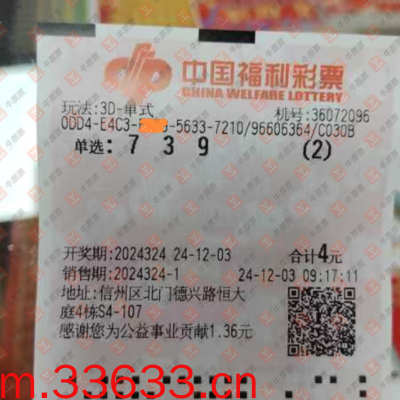 中国福利彩票
CHINA WELFARE LOTTERY
玩法:3D-单式 机号:36072096
0DD4-E4C3- -5633-7210/96606364/C030B
单选: 7 3 9 (2)
开奖期:2024324 24-12-03 合计4元
销售期:2024324-1 24-12-03 09:17:11
地址:信州区北门德兴路恒大
庭4栋S4-107
感谢您为公益事业贡献1.36元
m.33633.cn